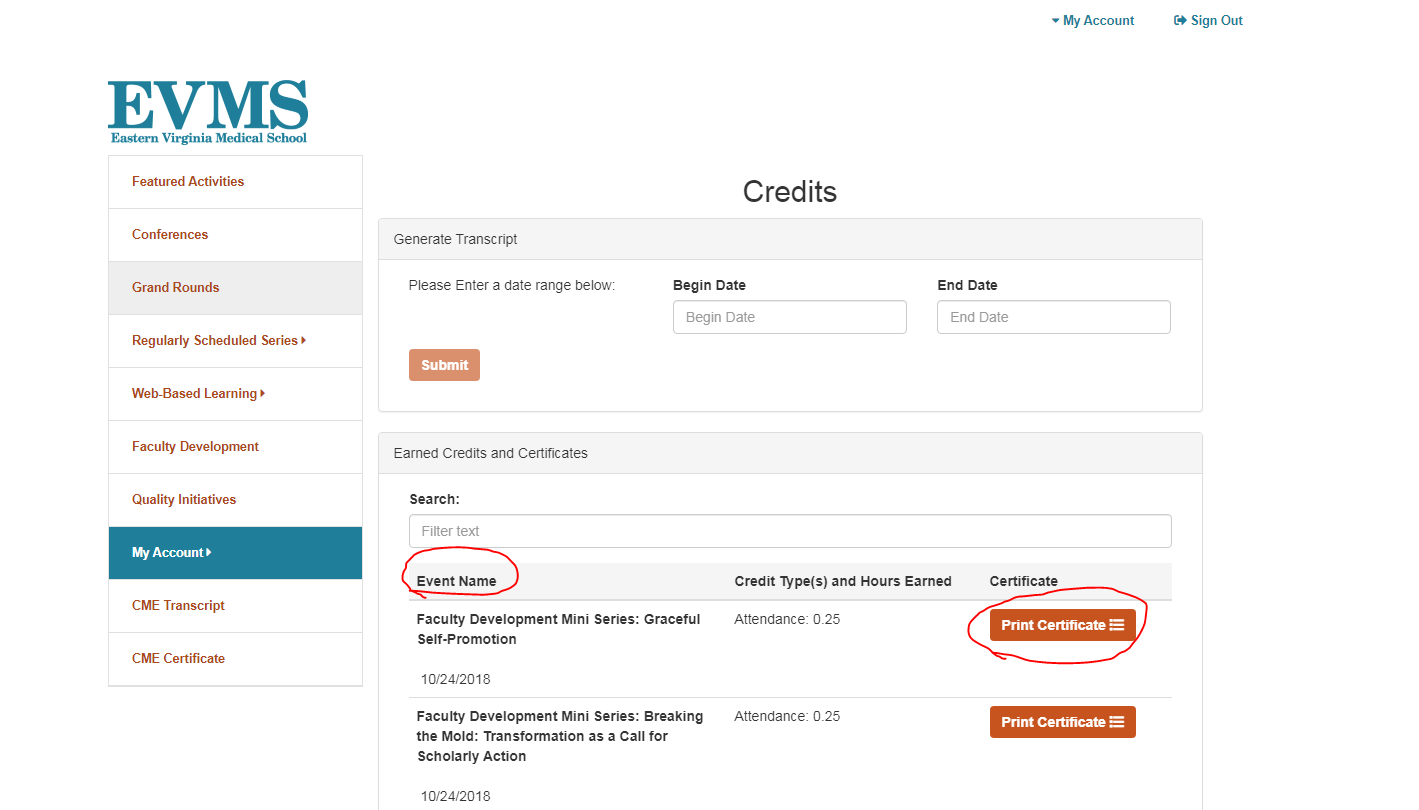 My Account
Sign Out
EVMS
Eastern Virginia Medical School
Featured Activities
Conferences
Grand Rounds
Regularly Scheduled Series
Web-Based Learning
Faculty Development
Quality Initiatives
My Account
CME Transcript
CME Certificate
Credits
Generate Transcript
Please Enter a date range below:
Begin Date
Begin Date
End Date
End Date
Submit
Earned Credits and Certificates
Search:
Filter text
Event Name
Credit Type(s) and Hours Earned
Certificate
Faculty Development Mini Series: Graceful
Self-Promotion
10/24/2018
Attendance: 0.25
Print Certificate
Faculty Development Mini Series: Breaking
the Mold: Transformation as a Call for
Scholarly Action
10/24/2018
Attendance: 0.25
Print Certificate